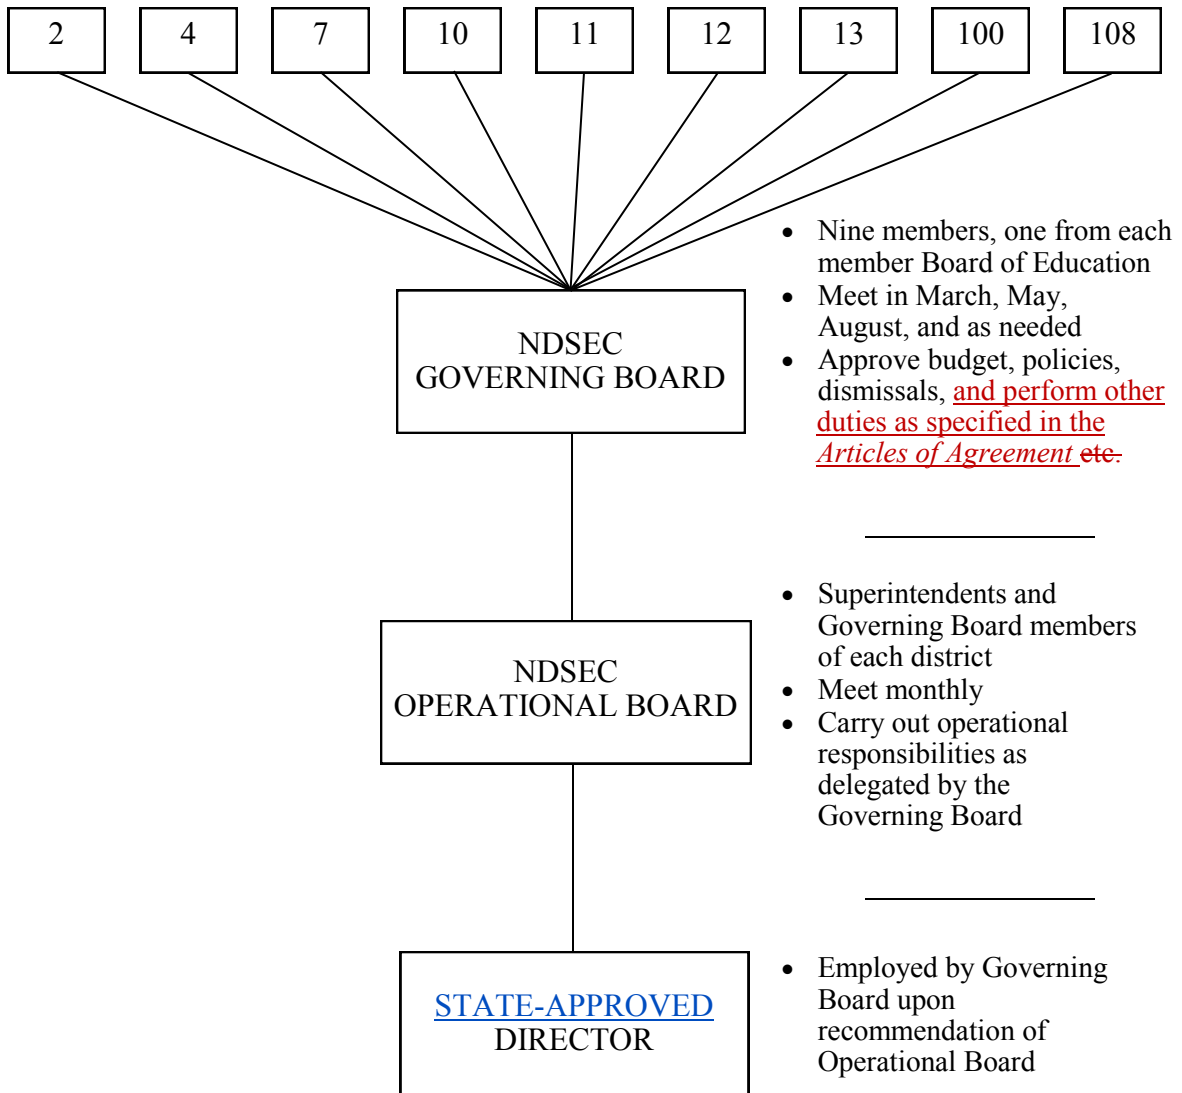 2 4 7 10 11 12 13 100 108
• Nine members, one from each
member Board of Education
• Meet in March, May,
August, and as needed
• Approve budget, policies,
dismissals, and perform other
duties as specified in the
Articles of Agreement etc.
NDSEC
GOVERNING BOARD
• Superintendents and
Governing Board members
of each district
• Meet monthly
• Carry out operational
responsibilities as
delegated by the
Governing Board
NDSEC
OPERATIONAL BOARD
• Employed by Governing
Board upon
recommendation of
Operational Board
STATE-APPROVED
DIRECTOR